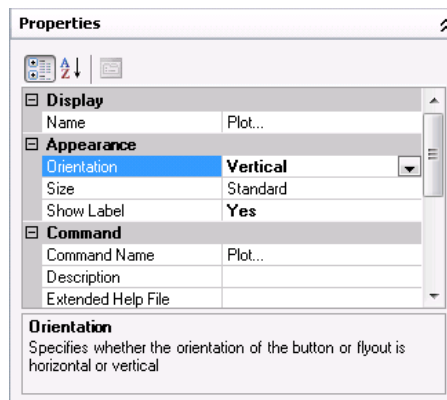 Properties
Display
Name Plot...
Appearance
Orientation Vertical
Size Standard
Show Label Yes
Command
Command Name Plot...
Description
Extended Help File
Orientation
Specifies whether the orientation of the button or flyout is
horizontal or vertical